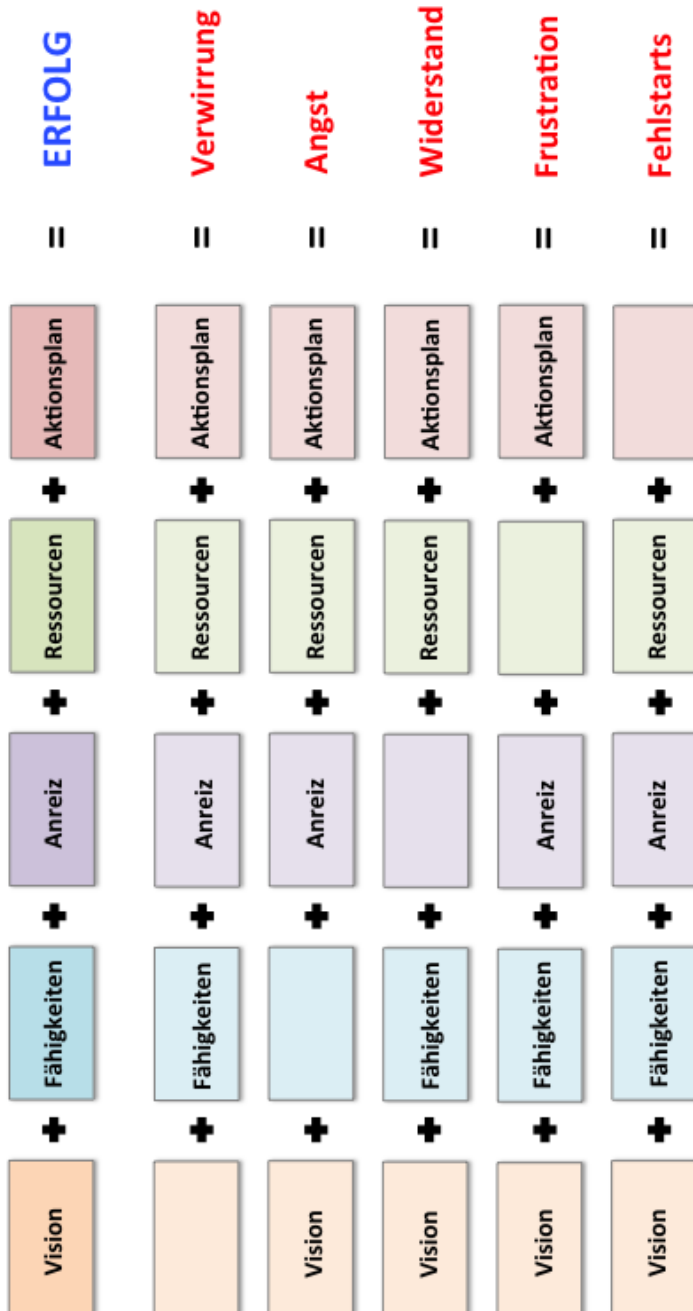 Vision + Fähigkeiten + Anreiz + Ressourcen + Aktionsplan = ERFOLG
+ Fähigkeiten + Anreiz + Ressourcen + Aktionsplan = Verwirrung
Vision + + Anreiz + Ressourcen + Aktionsplan = Angst
Vision + Fähigkeiten + + Ressourcen + Aktionsplan = Widerstand
Vision + Fähigkeiten + Anreiz + + Aktionsplan = Frustration
Vision + Fähigkeiten + Anreiz + Ressourcen + = Fehlstarts